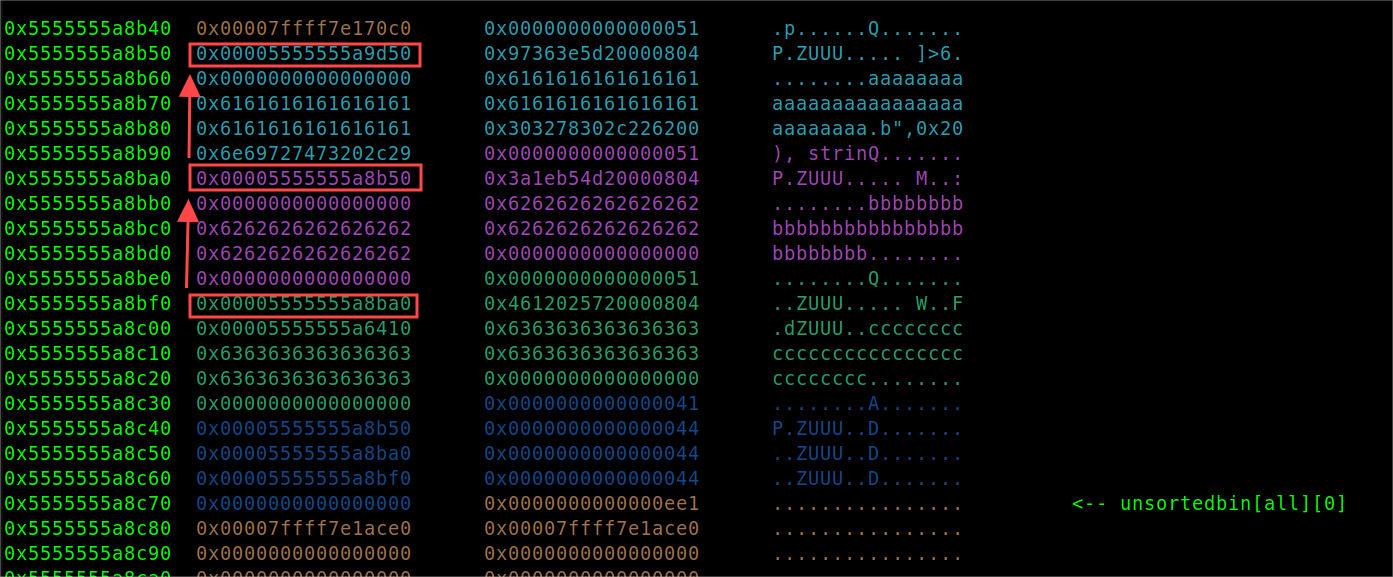 0x5555555a8b40 0x00007ffff7e170c0 0x0000000000000051 .p......Q.......
0x5555555a8b50 0x00005555555a9d50 0x97363e5d20000804 P.ZUUU..... ]>6.
0x5555555a8b60 0x0000000000000000 0x6161616161616161 ........aaaaaaaa
0x5555555a8b70 0x6161616161616161 0x6161616161616161 aaaaaaaaaaaaaaaa
0x5555555a8b80 0x6161616161616161 0x303278302c226200 aaaaaaaa.b",0x20
0x5555555a8b90 0x6e69727473202c29 0x0000000000000051 ), strinQ.......
0x5555555a8ba0 0x00005555555a8b50 0x3a1eb54d20000804 P.ZUUU..... M..:
0x5555555a8bb0 0x0000000000000000 0x6262626262626262 ........bbbbbbbb
0x5555555a8bc0 0x6262626262626262 0x6262626262626262 bbbbbbbbbbbbbbbb
0x5555555a8bd0 0x6262626262626262 0x0000000000000000 bbbbbbbb........
0x5555555a8be0 0x0000000000000000 0x0000000000000051 ........Q.......
0x5555555a8bf0 0x00005555555a8ba0 0x4612025720000804 ..ZUUU..... W..F
0x5555555a8c00 0x00005555555a6410 0x6363636363636363 .dZUUU..cccccccc
0x5555555a8c10 0x6363636363636363 0x6363636363636363 cccccccccccccccc
0x5555555a8c20 0x6363636363636363 0x0000000000000000 cccccccc........
0x5555555a8c30 0x0000000000000000 0x0000000000000041 ........A.......
0x5555555a8c40 0x00005555555a8b50 0x0000000000000044 P.ZUUU..D.......
0x5555555a8c50 0x00005555555a8ba0 0x0000000000000044 ..ZUUU..D.......
0x5555555a8c60 0x00005555555a8bf0 0x0000000000000044 ..ZUUU..D.......
0x5555555a8c70 0x0000000000000000 0x0000000000000ee1 ................ <-- unsortedbin[all][0]
0x5555555a8c80 0x00007ffff7e1ace0 0x00007ffff7e1ace0 ................
0x5555555a8c90 0x0000000000000000 0x0000000000000000 ................
0x5555555a8ca0 0x0000000000000000 0x0000000000000000 ................